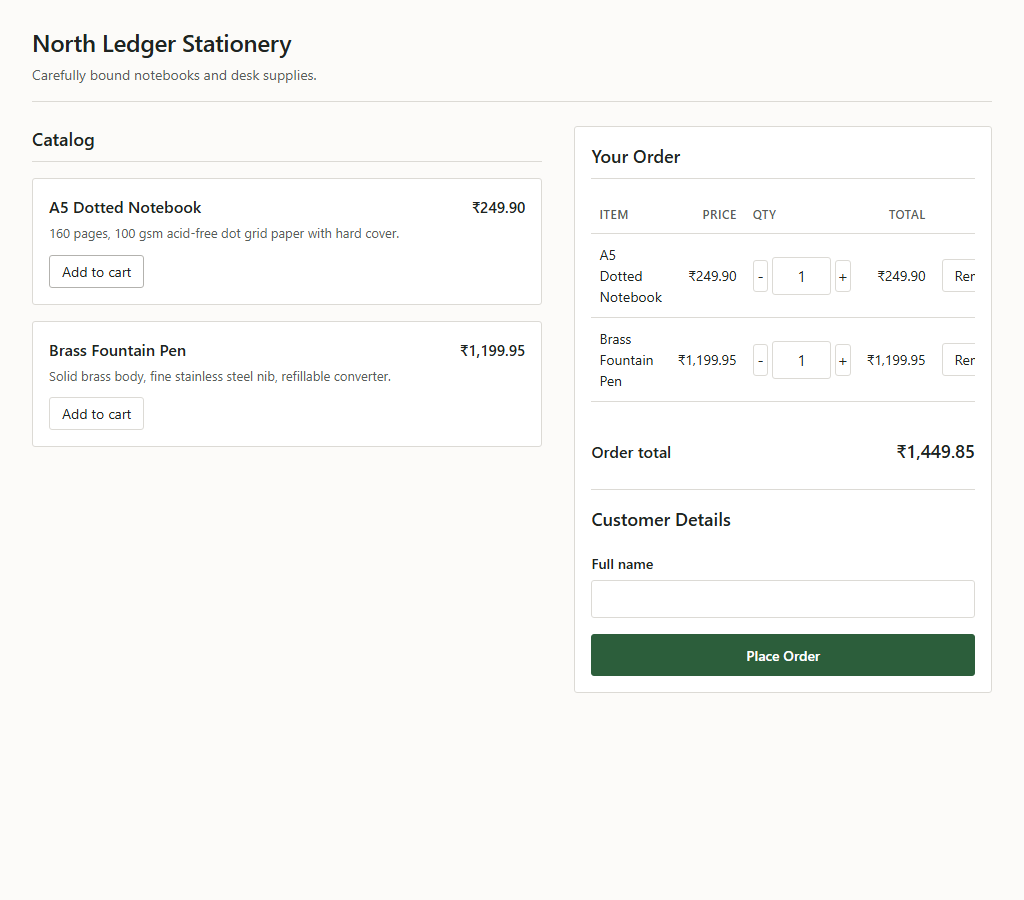 North Ledger Stationery
Carefully bound notebooks and desk supplies.
Catalog
A5 Dotted Notebook ₹249.90
160 pages, 100 gsm acid-free dot grid paper with hard cover.
Add to cart
Brass Fountain Pen ₹1,199.95
Solid brass body, fine stainless steel nib, refillable converter.
Add to cart
Your Order
ITEM PRICE QTY TOTAL
A5
Dotted ₹249.90 - 1 + ₹249.90
Notebook
Brass
Fountain ₹1,199.95 - 1 + ₹1,199.95
Pen
Order total ₹1,449.85
Customer Details
Full name
Place Order